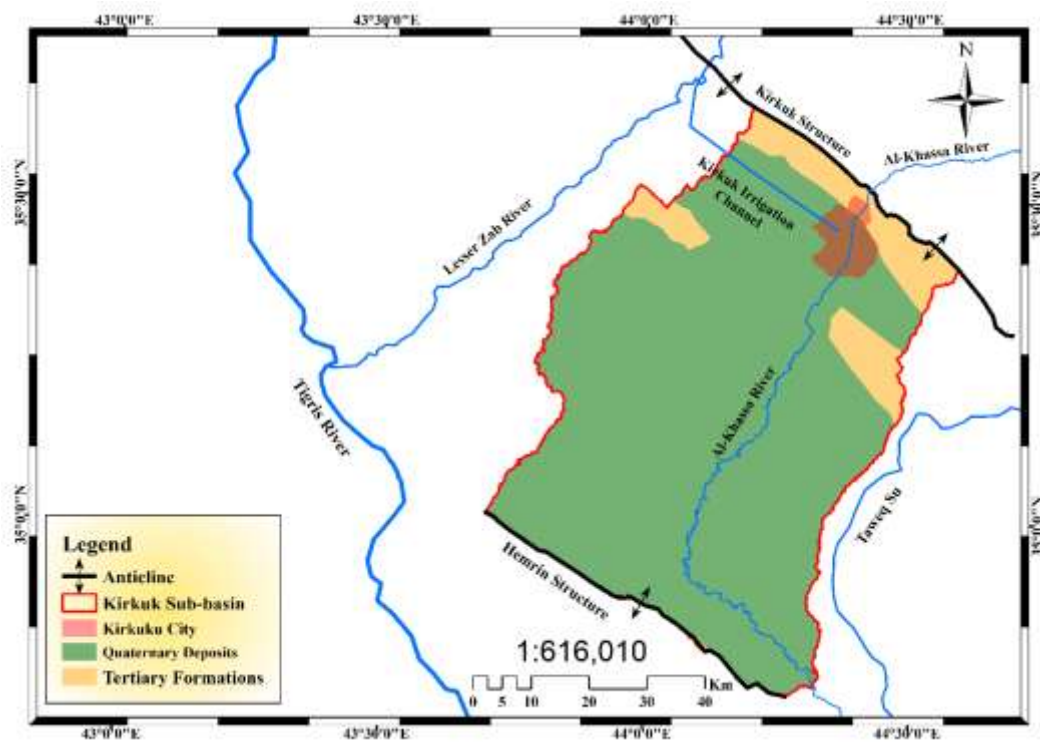 43°0'0"E 43°30'0"E 44°0'0"E 44°30'0"E
N
Kirkuk Structure
Al-Khassa River
35°30'0"N
35°30'0"N
Kirkuk Irrigation
Channel
Lesser Zab River
Al-Khassa River
Tigris River
Taweq Su
35°0'0"N
35°0'0"N
Hemrin Structure
Legend
Anticline
Kirkuk Sub-basin
Kirkuku City
Quaternary Deposits
Tertiary Formations
1:616,010
Km
0 5 10 20 30 40
43°0'0"E 43°30'0"E 44°0'0"E 44°30'0"E